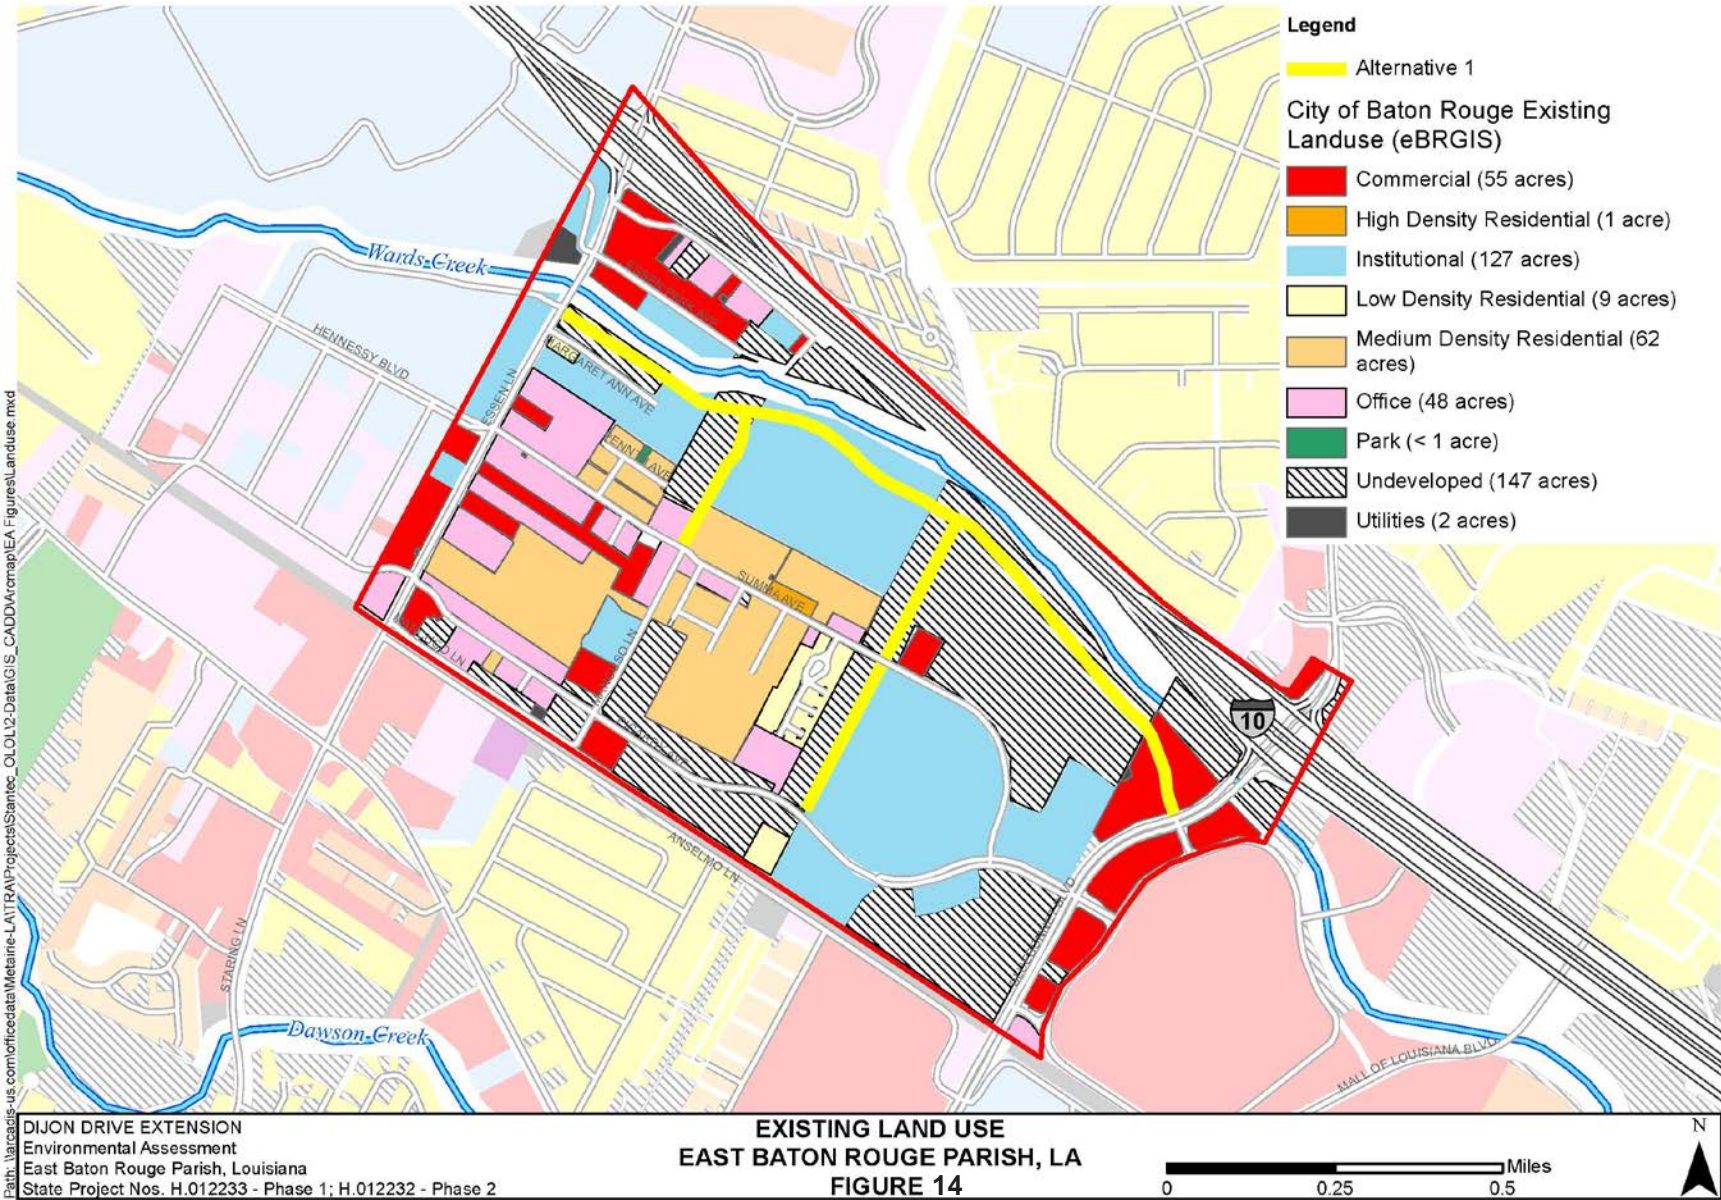 Legend
Alternative 1
City of Baton Rouge Existing
Landuse (eBRGIS)
Commercial (55 acres)
High Density Residential (1 acre)
Institutional (127 acres)
Low Density Residential (9 acres)
Medium Density Residential (62
acres)
Office (48 acres)
Park (< 1 acre)
Undeveloped (147 acres)
Utilities (2 acres)
Wards Creek
HENNESSY BLVD
ESSEN LN
SUMMA AVE
10
ANSELMO LN
STARING LN
Dawson Creek
MALL OF LOUISIANA BLVD
DIJON DRIVE EXTENSION
Environmental Assessment
East Baton Rouge Parish, Louisiana
State Project Nos. H.012233 - Phase 1; H.012232 - Phase 2
EXISTING LAND USE
EAST BATON ROUGE PARISH, LA
FIGURE 14
N
Miles
0 0.25 0.5